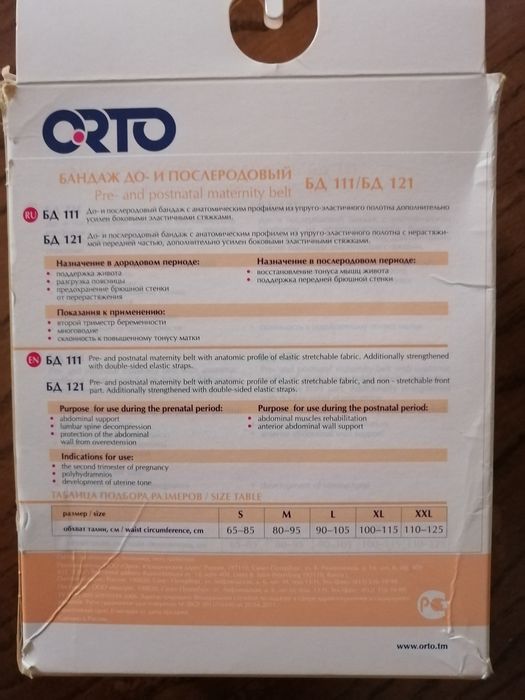 ORTO
БАНДАЖ ДО- И ПОСЛЕРОДОВЫЙ
Pre- and postnatal maternity belt
БД 111/БД 121
RU БД 111 До- и послеродовый бандаж с анатомическим профилем из упруго-эластичного полотна дополнительно
усилен боковыми эластичными стяжками.
БД 121 До- и послеродовый бандаж с анатомическим профилем из упруго-эластичного полотна с нерастяжи-
мой передней частью, дополнительно усилен боковыми эластичными стяжками.
Назначение в дородовом периоде:
• поддержка живота
• разгрузка поясницы
• предохранение брюшной стенки
от перерастяжения
Назначение в послеродовом периоде:
• восстановление тонуса мышц живота
• поддержка передней брюшной стенки
Показания к применению:
• второй триместр беременности
• многоводие
• склонность к повышенному тонусу матки
EN БД 111 Pre- and postnatal maternity belt with anatomic profile of elastic stretchable fabric. Additionally strengthened
with double-sided elastic straps.
БД 121 Pre- and postnatal maternity belt with anatomic profile of elastic stretchable fabric, and non - stretchable front
part. Additionally strengthened with double-sided elastic straps.
Purpose for use during the prenatal period:
• abdominal support
• lumbar spine decompression
• protection of the abdominal
wall from overextension
Purpose for use during the postnatal period:
• abdominal muscles rehabilitation
• anterior abdominal wall support
Indications for use:
• the second trimester of pregnancy
• polyhydramnios
• development of uterine tone
ТАБЛИЦА ПОДБОРА РАЗМЕРОВ / SIZE TABLE
размер / size S M L XL XXL
обхват талии, см / waist circumference, cm 65–85 80–95 90–105 100–115 110–125
www.orto.tm